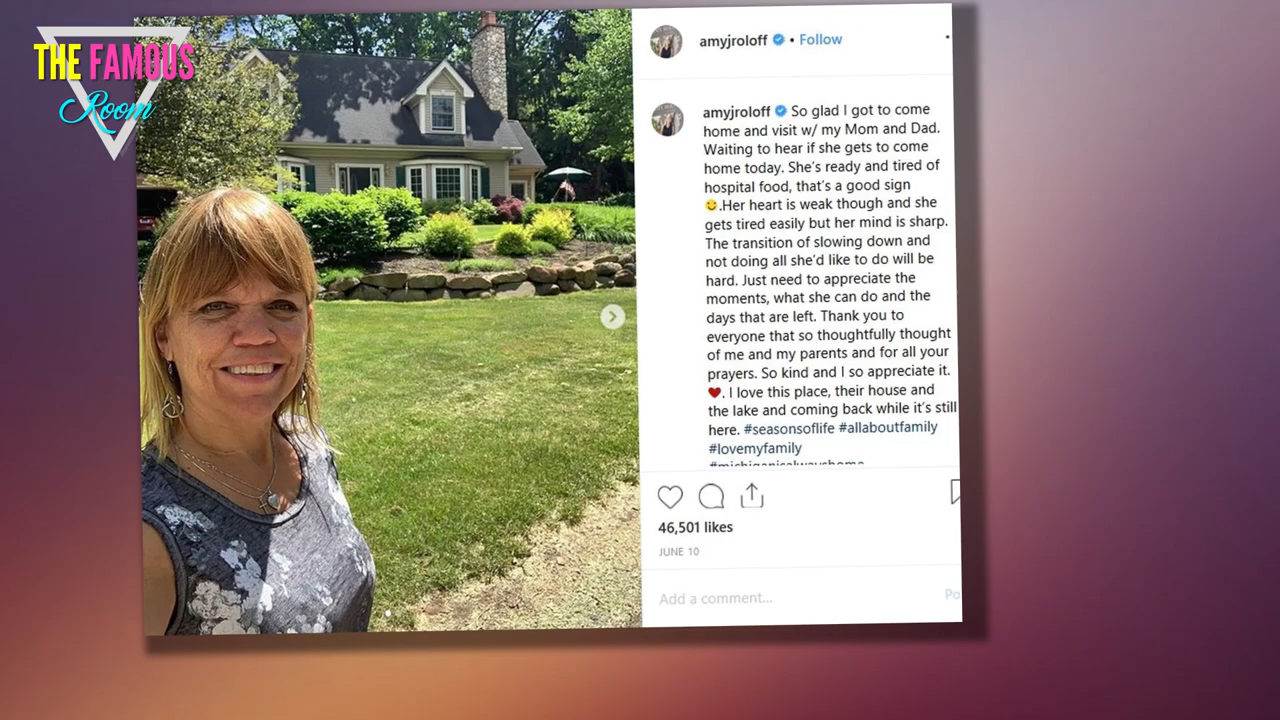 THE FAMOUS
Room
amyjroloff • Follow
amyjroloff So glad I got to come
home and visit w/ my Mom and Dad.
Waiting to hear if she gets to come
home today. She's ready and tired of
hospital food, that's a good sign
😊.Her heart is weak though and she
gets tired easily but her mind is sharp.
The transition of slowing down and
not doing all she'd like to do will be
hard. Just need to appreciate the
moments, what she can do and the
days that are left. Thank you to
everyone that so thoughtfully thought
of me and my parents and for all your
prayers. So kind and I so appreciate it.
❤. I love this place, their house and
the lake and coming back while it's still
here. #seasonsoflife #allaboutfamily
#lovemyfamily
#michiganisalwayshome
46,501 likes
JUNE 10
Add a comment...
Po